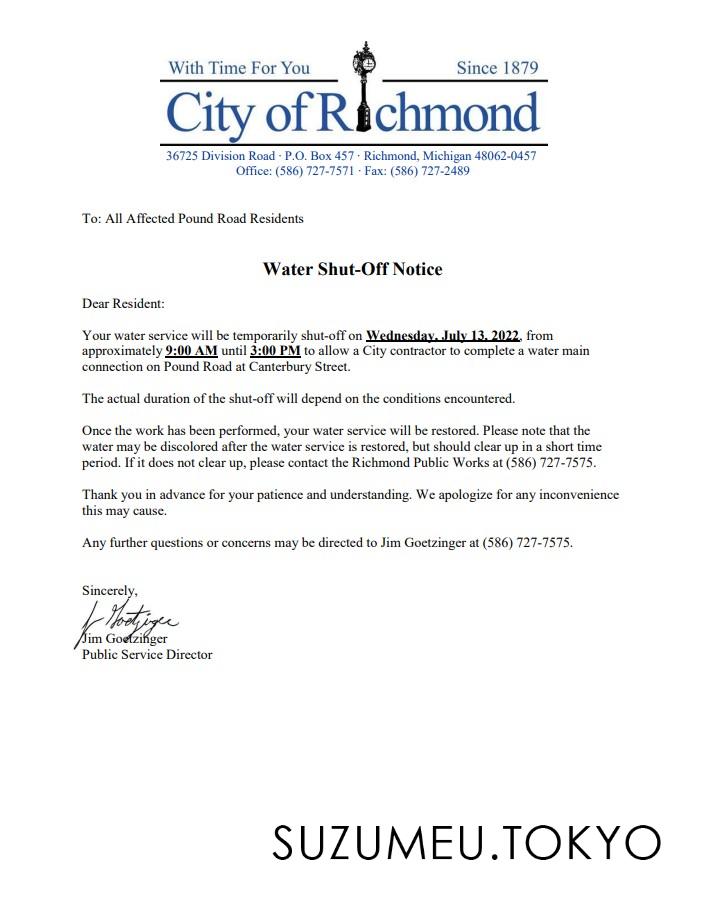 With Time For You
Since 1879
City of Richmond
36725 Division Road · P.O. Box 457 · Richmond, Michigan 48062-0457
Office: (586) 727-7571 · Fax: (586) 727-2489
To: All Affected Pound Road Residents
Water Shut-Off Notice
Dear Resident:
Your water service will be temporarily shut-off on Wednesday, July 13, 2022, from
approximately 9:00 AM until 3:00 PM to allow a City contractor to complete a water main
connection on Pound Road at Canterbury Street.
The actual duration of the shut-off will depend on the conditions encountered.
Once the work has been performed, your water service will be restored. Please note that the
water may be discolored after the water service is restored, but should clear up in a short time
period. If it does not clear up, please contact the Richmond Public Works at (586) 727-7575.
Thank you in advance for your patience and understanding. We apologize for any inconvenience
this may cause.
Any further questions or concerns may be directed to Jim Goetzinger at (586) 727-7575.
Sincerely,
J Goetzinger
Jim Goetzinger
Public Service Director
SUZUMEU.TOKYO